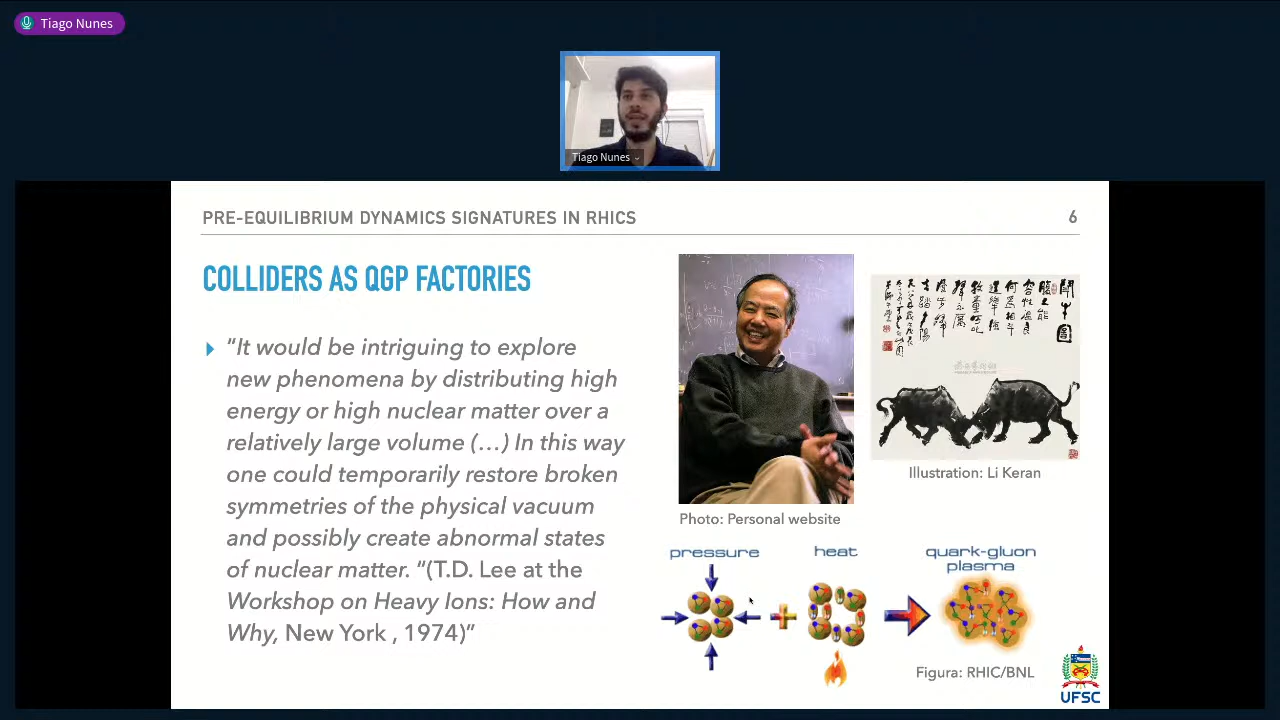 Tiago Nunes
Tiago Nunes
PRE-EQUILIBRIUM DYNAMICS SIGNATURES IN RHICS
6
COLLIDERS AS QGP FACTORIES
“It would be intriguing to explore
new phenomena by distributing high
energy or high nuclear matter over a
relatively large volume (…) In this way
one could temporarily restore broken
symmetries of the physical vacuum
and possibly create abnormal states
of nuclear matter. “(T.D. Lee at the
Workshop on Heavy Ions: How and
Why, New York , 1974)”
Photo: Personal website
鬥牛圖
Illustration: Li Keran
pressure
heat
quark-gluon
plasma
Figura: RHIC/BNL
UFSC